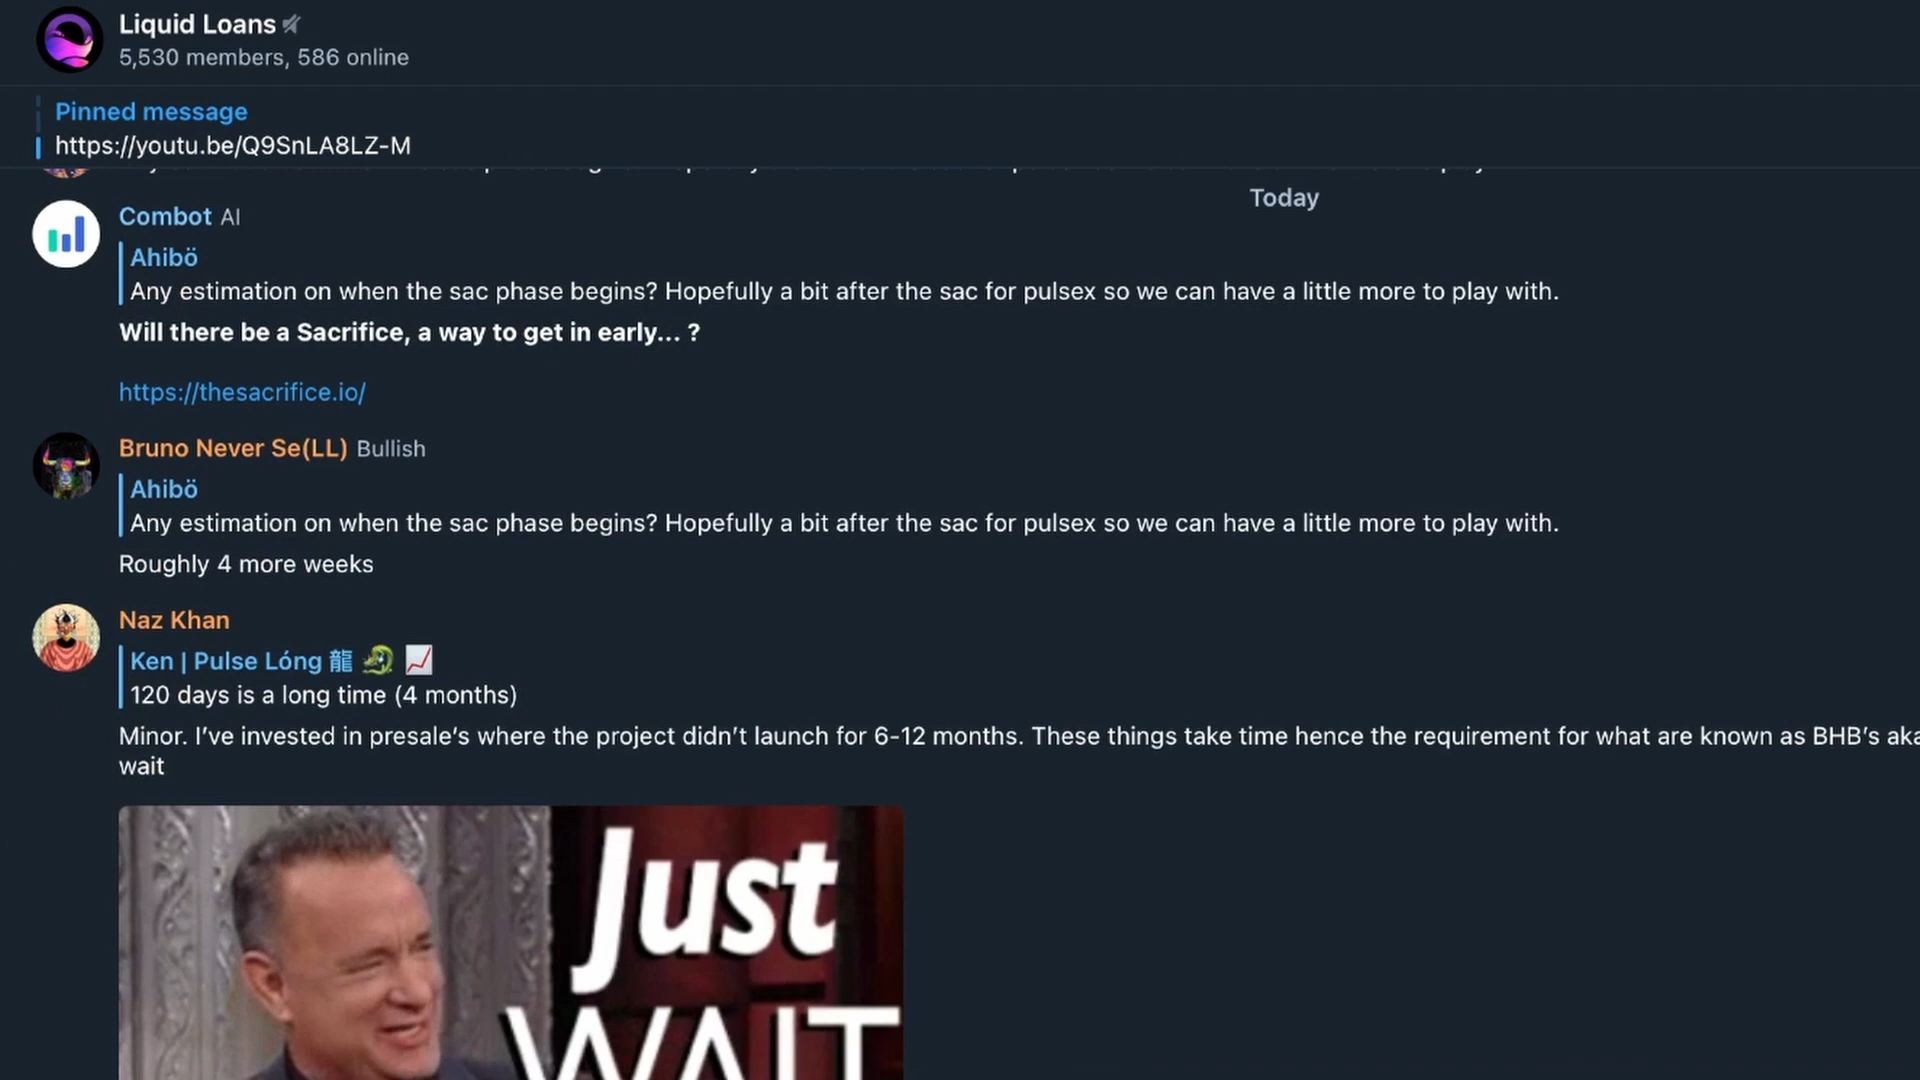 Liquid Loans
5,530 members, 586 online
Pinned message
https://youtu.be/Q9SnLA8LZ-M
Today
Combot AI
Ahibö
Any estimation on when the sac phase begins? Hopefully a bit after the sac for pulsex so we can have a little more to play with.
Will there be a Sacrifice, a way to get in early... ?
https://thesacrifice.io/
Bruno Never Se(LL) Bullish
Ahibö
Any estimation on when the sac phase begins? Hopefully a bit after the sac for pulsex so we can have a little more to play with.
Roughly 4 more weeks
Naz Khan
Ken | Pulse Lóng 龍 🐉 📈
120 days is a long time (4 months)
Minor. I've invested in presale's where the project didn't launch for 6-12 months. These things take time hence the requirement for what are known as BHB's aka
wait
Just
WAIT